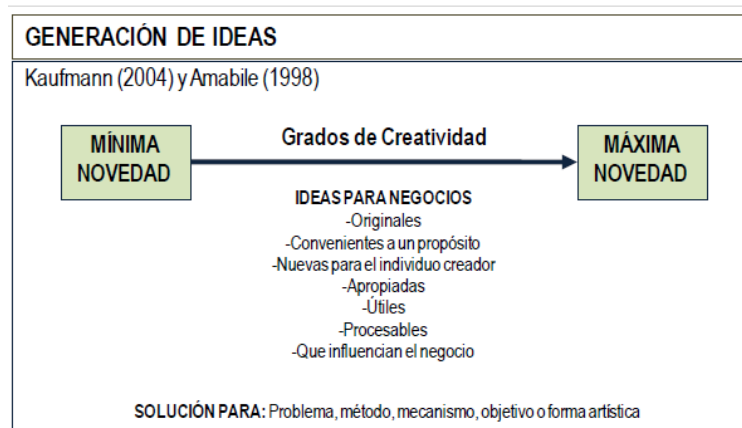 GENERACIÓN DE IDEAS
Kaufmann (2004) y Amabile (1998)
MÍNIMA
NOVEDAD
Grados de Creatividad
MÁXIMA
NOVEDAD
IDEAS PARA NEGOCIOS
-Originales
-Convenientes a un propósito
-Nuevas para el individuo creador
-Apropiadas
-Útiles
-Procesables
-Que influencian el negocio
SOLUCIÓN PARA: Problema, método, mecanismo, objetivo o forma artística